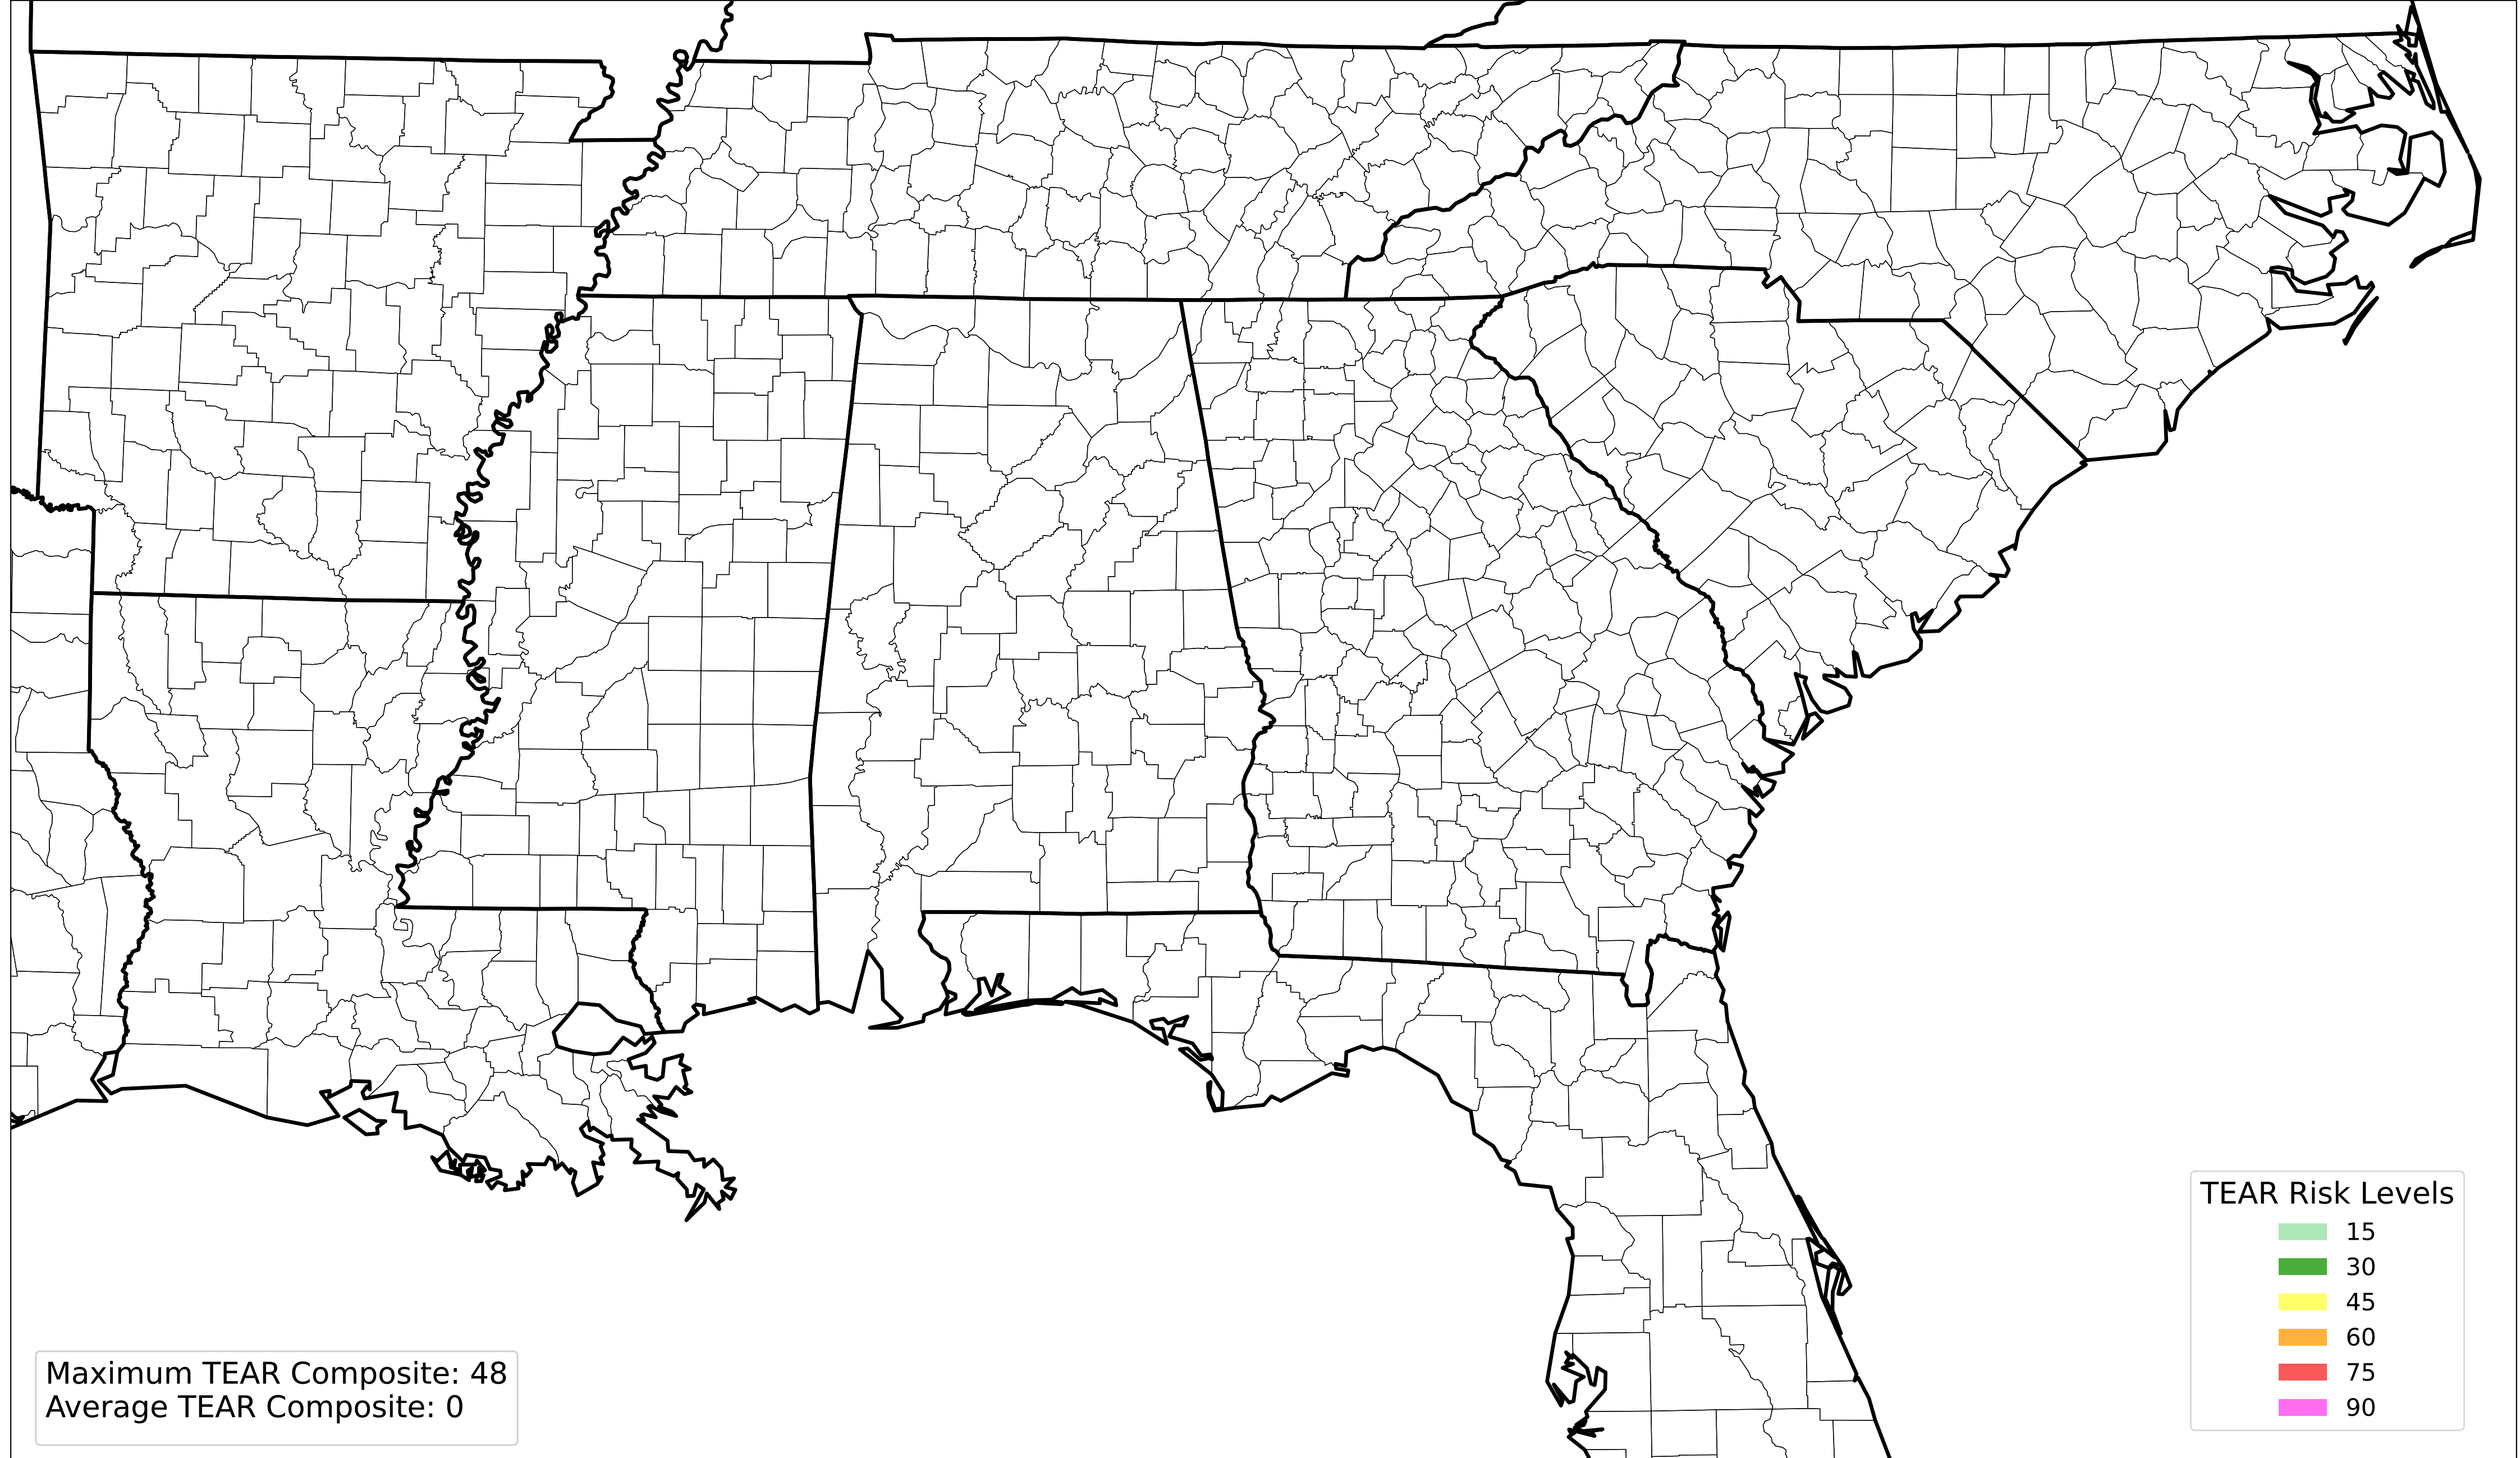 TEAR Risk Levels
15
30
45
60
75
90
Maximum TEAR Composite: 48
Average TEAR Composite: 0